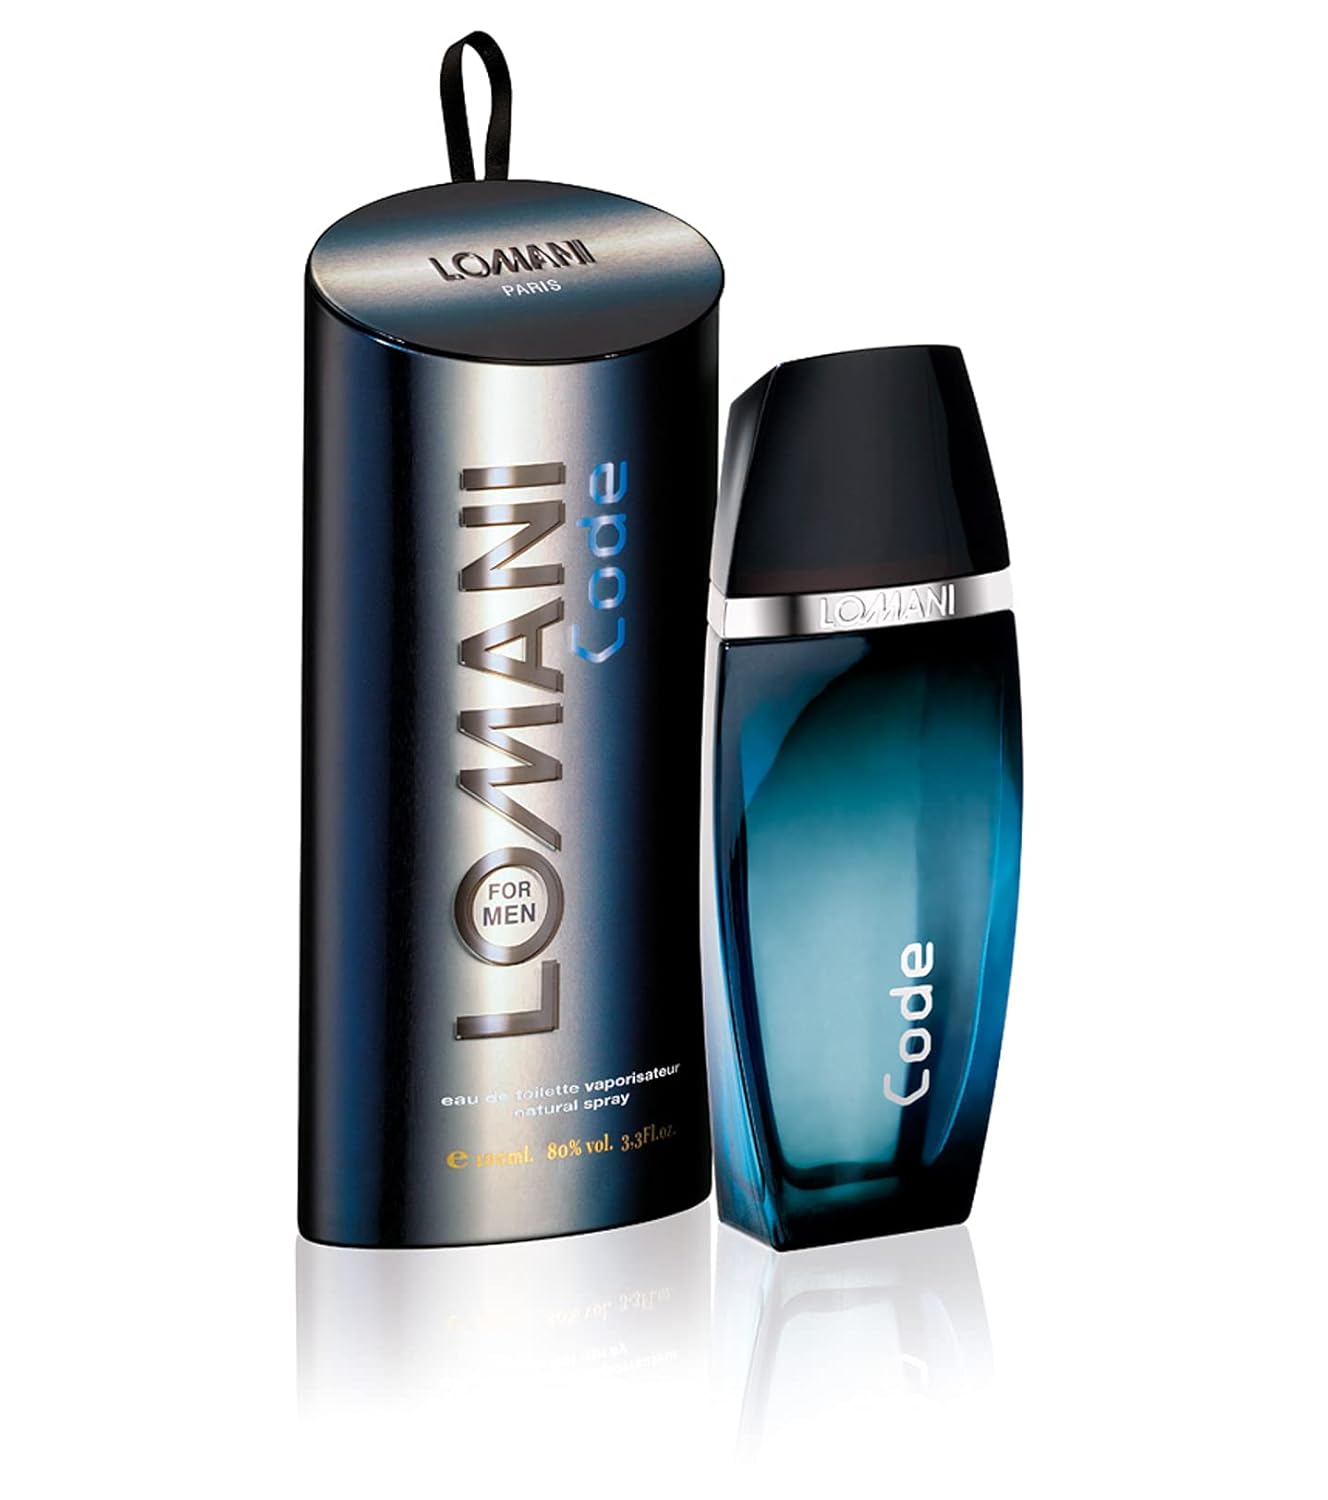 LOMANI
PARIS
LOMANI
Code
FOR
MEN
eau de toilette vaporisateur
natural spray
e 100ml. 80% vol. 3,3Fl.oz.
LOMANI
Code